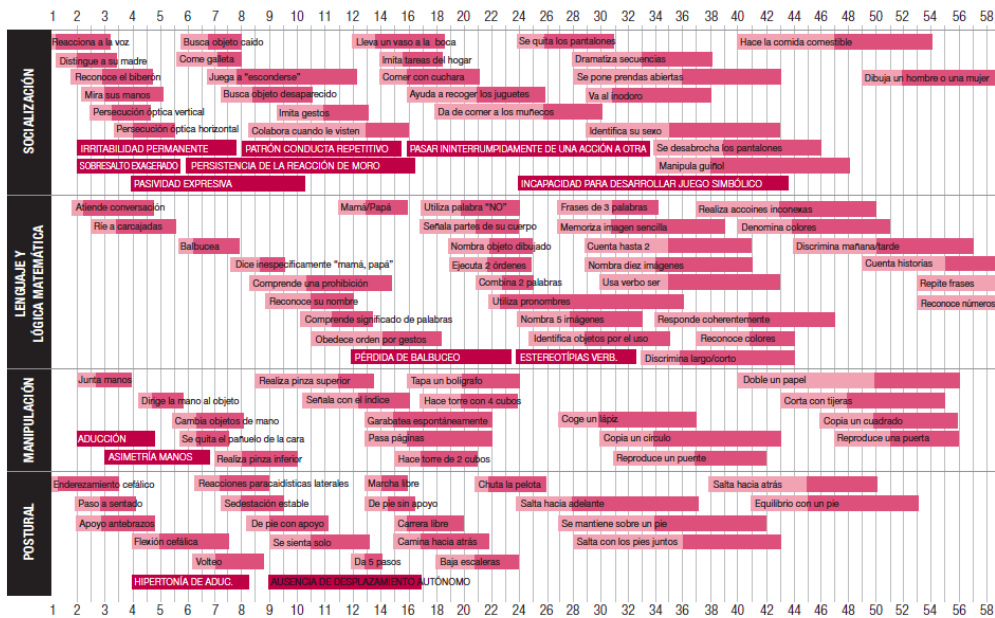 1 2 3 4 5 6 7 8 9 10 11 12 13 14 15 16 17 18 19 20 22 24 26 28 30 32 34 36 38 40 42 44 46 48 50 52 54 56 58
SOCIALIZACIÓN
Reacciona a la voz
Busca objeto caído
Lleva un vaso a la boca
Se quita los pantalones
Hace la comida comestible
Distingue a su madre
Come galleta
Imita tareas del hogar
Dramatiza secuencias
Reconoce el biberón
Juega a "esconderse"
Comer con cuchara
Se pone prendas abiertas
Dibuja un hombre o una mujer
Mira sus manos
Busca objeto desaparecido
Ayuda a recoger los juguetes
Va al inodoro
Persecución óptica vertical
Imita gestos
Da de comer a los muñecos
Persecución óptica horizontal
Colabora cuando le visten
Identifica su sexo
IRRITABILIDAD PERMANENTE
PATRÓN CONDUCTA REPETITIVO
PASAR ININTERRUMPIDAMENTE DE UNA ACCIÓN A OTRA
Se desabrocha los pantalones
SOBRESALTO EXAGERADO
PERSISTENCIA DE LA REACCIÓN DE MORO
Manipula guiñol
PASIVIDAD EXPRESIVA
INCAPACIDAD PARA DESARROLLAR JUEGO SIMBÓLICO
LENGUAJE Y
LÓGICA MATEMÁTICA
Atiende conversación
Mamá/Papá
Utiliza palabra "NO"
Frases de 3 palabras
Realiza accoines inconexas
Ríe a carcajadas
Señala partes de su cuerpo
Memoriza imagen sencilla
Denomina colores
Balbucea
Nombra objeto dibujado
Cuenta hasta 2
Discrimina mañana/tarde
Dice inespecíficamente "mamá, papá"
Ejecuta 2 órdenes
Nombra diez imágenes
Cuenta historias
Comprende una prohibición
Combina 2 palabras
Usa verbo ser
Repite frases
Reconoce su nombre
Utiliza pronombres
Reconoce números
Comprende significado de palabras
Nombra 5 imágenes
Responde coherentemente
Obedece orden por gestos
Identifica objetos por el uso
Reconoce colores
PÉRDIDA DE BALBUCEO
ESTEREOTÍPIAS VERB.
Discrimina largo/corto
MANIPULACIÓN
Junta manos
Realiza pinza superior
Tapa un bolígrafo
Doble un papel
Dirige la mano al objeto
Señala con el índice
Hace torre con 4 cubos
Corta con tijeras
Cambia objetos de mano
Garabatea espontáneamente
Coge un lápiz
Copia un cuadrado
ADUCCIÓN
Se quita el pañuelo de la cara
Pasa páginas
Copia un círculo
Reproduce una puerta
ASIMETRÍA MANOS
Realiza pinza inferior
Hace torre de 2 cubos
Reproduce un puente
POSTURAL
Enderezamiento cefálico
Reacciones paracaidísticas laterales
Marcha libre
Chuta la pelota
Salta hacia atrás
Paso a sentado
Sedestación estable
De pie sin apoyo
Salta hacia adelante
Equilibrio con un pie
Apoyo antebrazos
De pie con apoyo
Carrera libre
Se mantiene sobre un pie
Flexión cefálica
Se sienta solo
Camina hacia atrás
Salta con los pies juntos
Volteo
Da 5 pasos
Baja escaleras
HIPERTONÍA DE ADUC.
AUSENCIA DE DESPLAZAMIENTO AUTÓNOMO
1 2 3 4 5 6 7 8 9 10 11 12 13 14 15 16 17 18 19 20 22 24 26 28 30 32 34 36 38 40 42 44 46 48 50 52 54 56 58